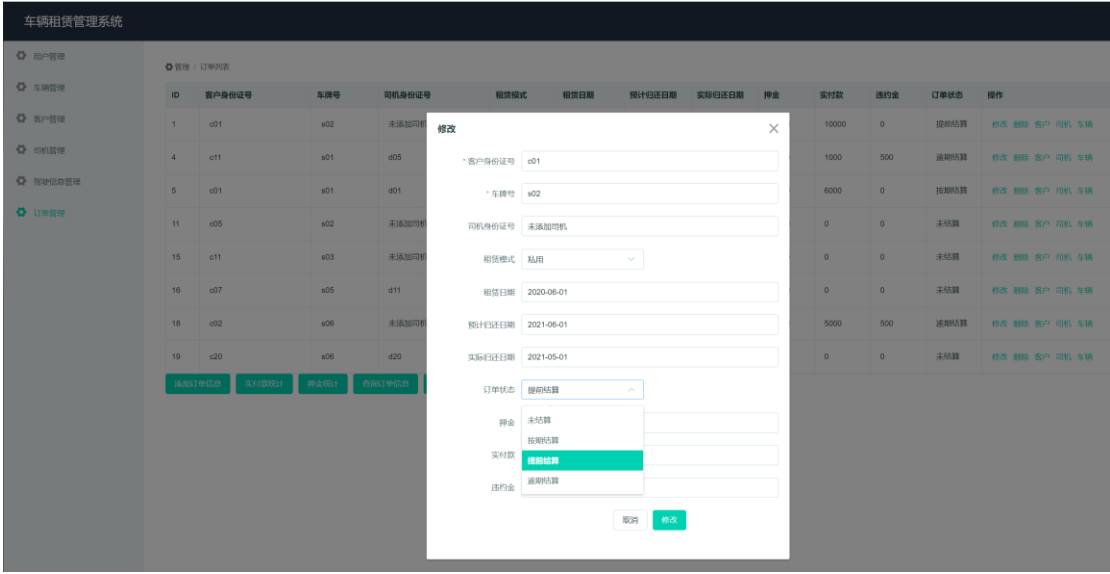 车辆租赁管理系统
用户管理
车辆管理
客户管理
司机管理
驾驶信息管理
订单管理
管理 / 订单列表
ID 客户身份证号 车牌号 司机身份证号 租赁模式 租赁日期 预计归还日期 实际归还日期 押金 实付款 违约金 订单状态 操作
1 c01 s02 未添加司机 10000 0 提前结算 修改 删除 客户 司机 车辆
4 c11 s01 d05 1000 500 逾期结算 修改 删除 客户 司机 车辆
5 c01 s01 d01 6000 0 按期结算 修改 删除 客户 司机 车辆
11 c05 s02 未添加司机 0 0 未结算 修改 删除 客户 司机 车辆
15 c11 s03 未添加司机 0 0 未结算 修改 删除 客户 司机 车辆
16 c07 s05 d11 0 0 未结算 修改 删除 客户 司机 车辆
18 c02 s06 未添加司机 5000 500 逾期结算 修改 删除 客户 司机 车辆
19 c20 s06 d20 0 0 未结算 修改 删除 客户 司机 车辆
添加订单信息 实付款统计 押金统计 查询订单信息
修改
* 客户身份证号 c01
* 车牌号 s02
司机身份证号 未添加司机
租赁模式 私用
租赁日期 2020-06-01
预计归还日期 2021-06-01
实际归还日期 2021-05-01
订单状态 提前结算
未结算
按期结算
提前结算
逾期结算
押金
实付款
违约金
取消 修改